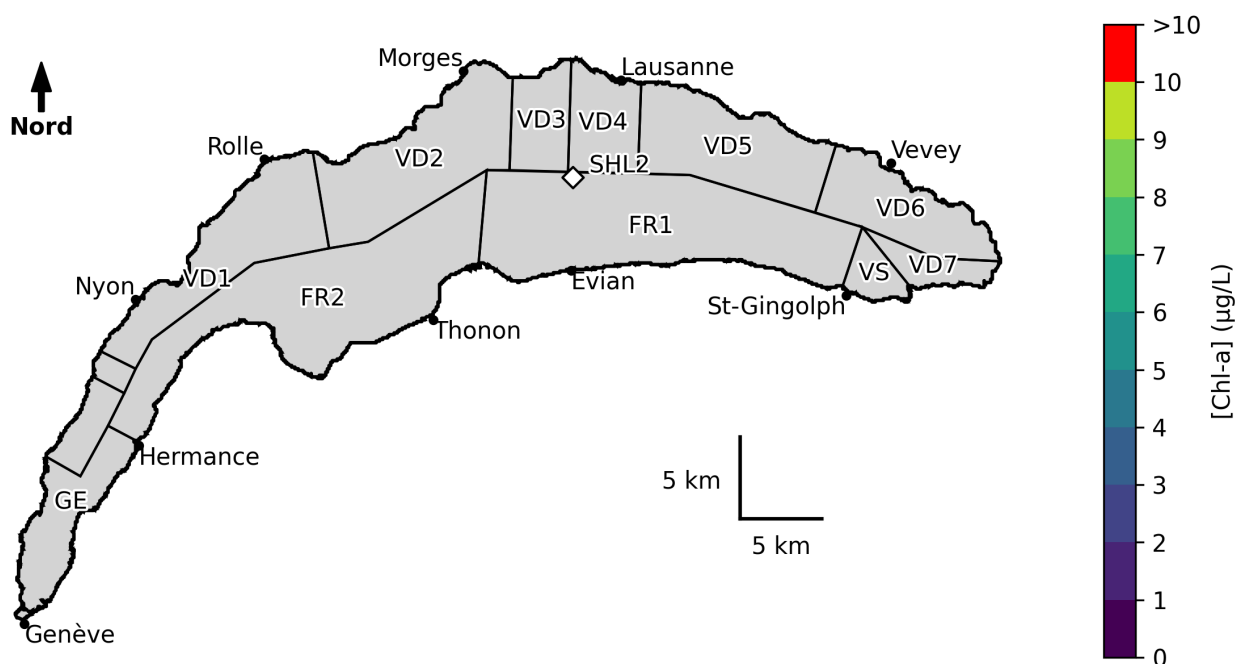 Nord
Morges
Lausanne
Rolle
VD2
VD3
VD4
VD5
SHL2
Vevey
VD6
FR1
VS
VD7
Nyon
VD1
FR2
Evian
St-Gingolph
Thonon
Hermance
GE
Genève
5 km
5 km
>10
10
9
8
7
6
5
4
3
2
1
0
[Chl-a] (µg/L)